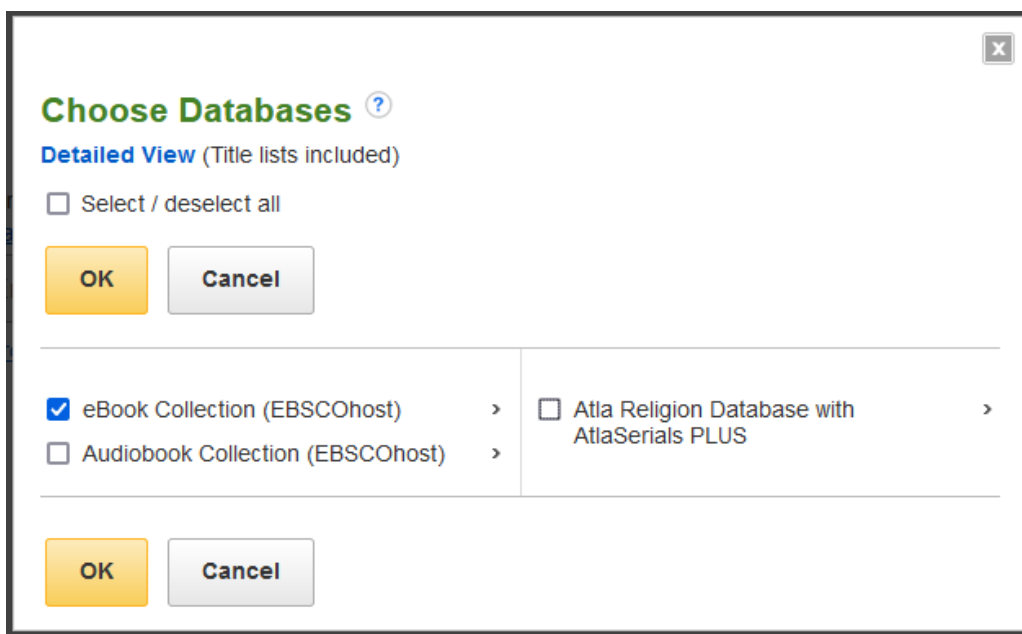 x
Choose Databases ?
Detailed View (Title lists included)
Select / deselect all
OK Cancel
eBook Collection (EBSCOhost) ›
Audiobook Collection (EBSCOhost) ›
Atla Religion Database with ›
AtlaSerials PLUS
OK Cancel